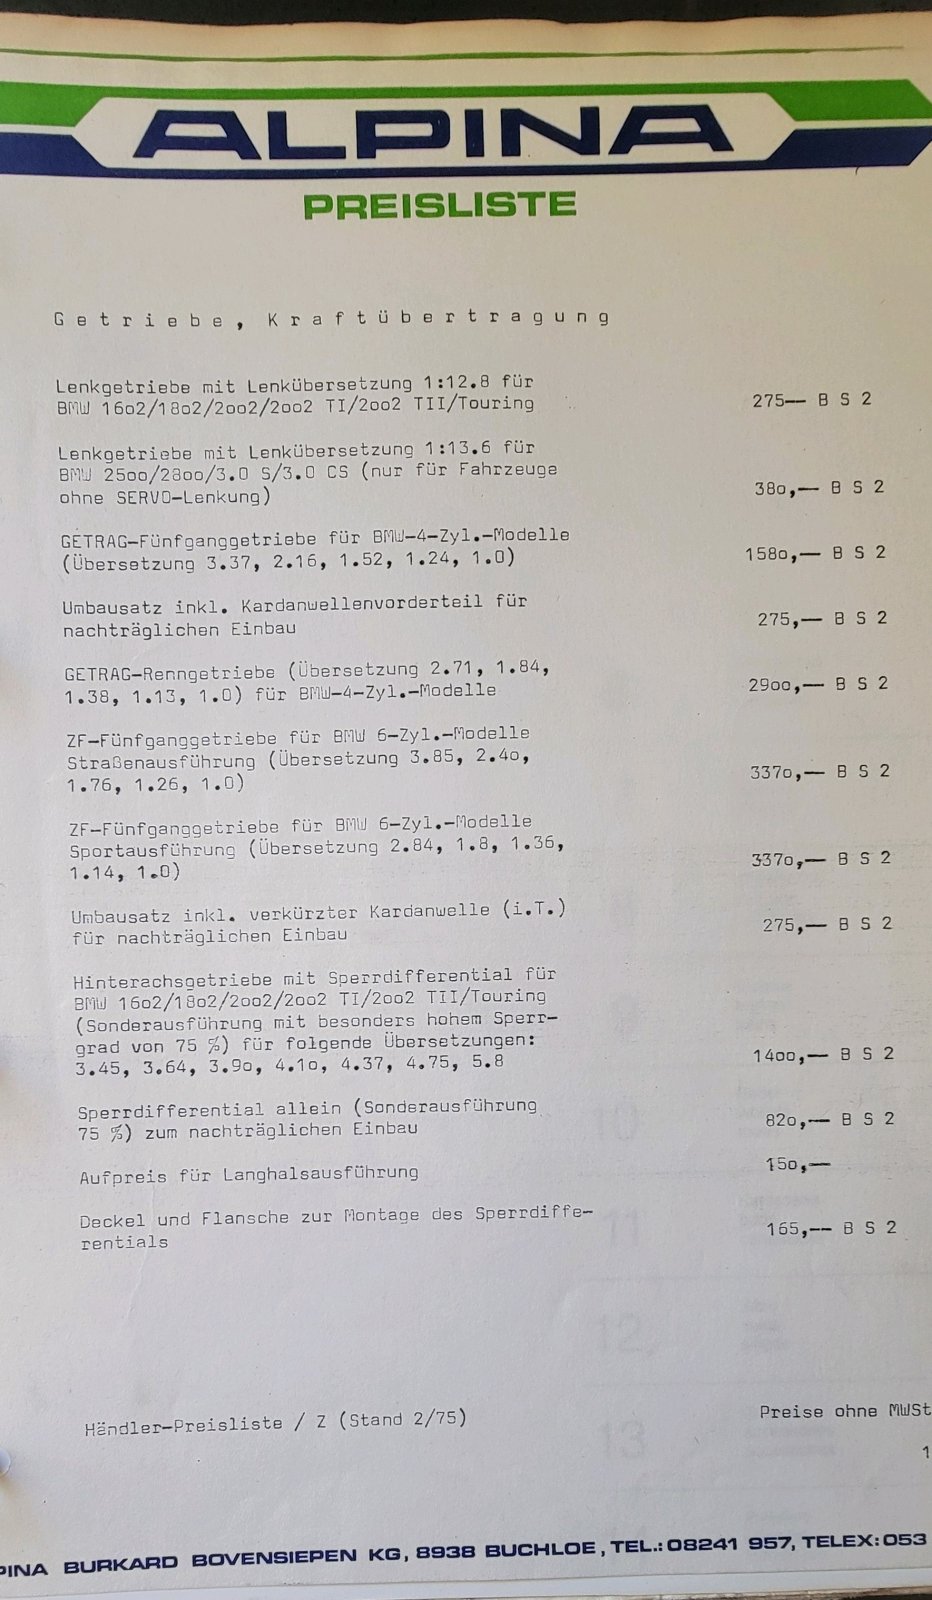 ALPINA
PREISLISTE
Getriebe, Kraftübertragung
Lenkgetriebe mit Lenkübersetzung 1:12.8 für
BMW 16o2/18o2/2oo2/2oo2 TI/2oo2 TII/Touring 275—— B S 2
Lenkgetriebe mit Lenkübersetzung 1:13.6 für
BMW 25oo/28oo/3.0 S/3.0 CS (nur für Fahrzeuge
ohne SERVO-Lenkung) 38o,—— B S 2
GETRAG-Fünfganggetriebe für BMW-4-Zyl.-Modelle
(Übersetzung 3.37, 2.16, 1.52, 1.24, 1.0) 158o,—— B S 2
Umbausatz inkl. Kardanwellenvorderteil für
nachträglichen Einbau 275,—— B S 2
GETRAG-Renngetriebe (Übersetzung 2.71, 1.84,
1.38, 1.13, 1.0) für BMW-4-Zyl.-Modelle 29oo,—— B S 2
ZF-Fünfganggetriebe für BMW 6-Zyl.-Modelle
Straßenausführung (Übersetzung 3.85, 2.4o,
1.76, 1.26, 1.0) 337o,—— B S 2
ZF-Fünfganggetriebe für BMW 6-Zyl.-Modelle
Sportausführung (Übersetzung 2.84, 1.8, 1.36,
1.14, 1.0) 337o,—— B S 2
Umbausatz inkl. verkürzter Kardanwelle (i.T.)
für nachträglichen Einbau 275,—— B S 2
Hinterachsgetriebe mit Sperrdifferential für
BMW 16o2/18o2/2oo2/2oo2 TI/2oo2 TII/Touring
(Sonderausführung mit besonders hohem Sperr-
grad von 75 %) für folgende Übersetzungen:
3.45, 3.64, 3.9o, 4.1o, 4.37, 4.75, 5.8 14oo,—— B S 2
Sperrdifferential allein (Sonderausführung
75 %) zum nachträglichen Einbau 82o,—— B S 2
Aufpreis für Langhalsausführung 15o,——
Deckel und Flansche zur Montage des Sperrdiffe-
rentials 165,-- B S 2
Händler-Preisliste / Z (Stand 2/75) Preise ohne MWSt
1
PINA BURKARD BOVENSIEPEN KG, 8938 BUCHLOE, TEL.: 08241 957, TELEX: 053